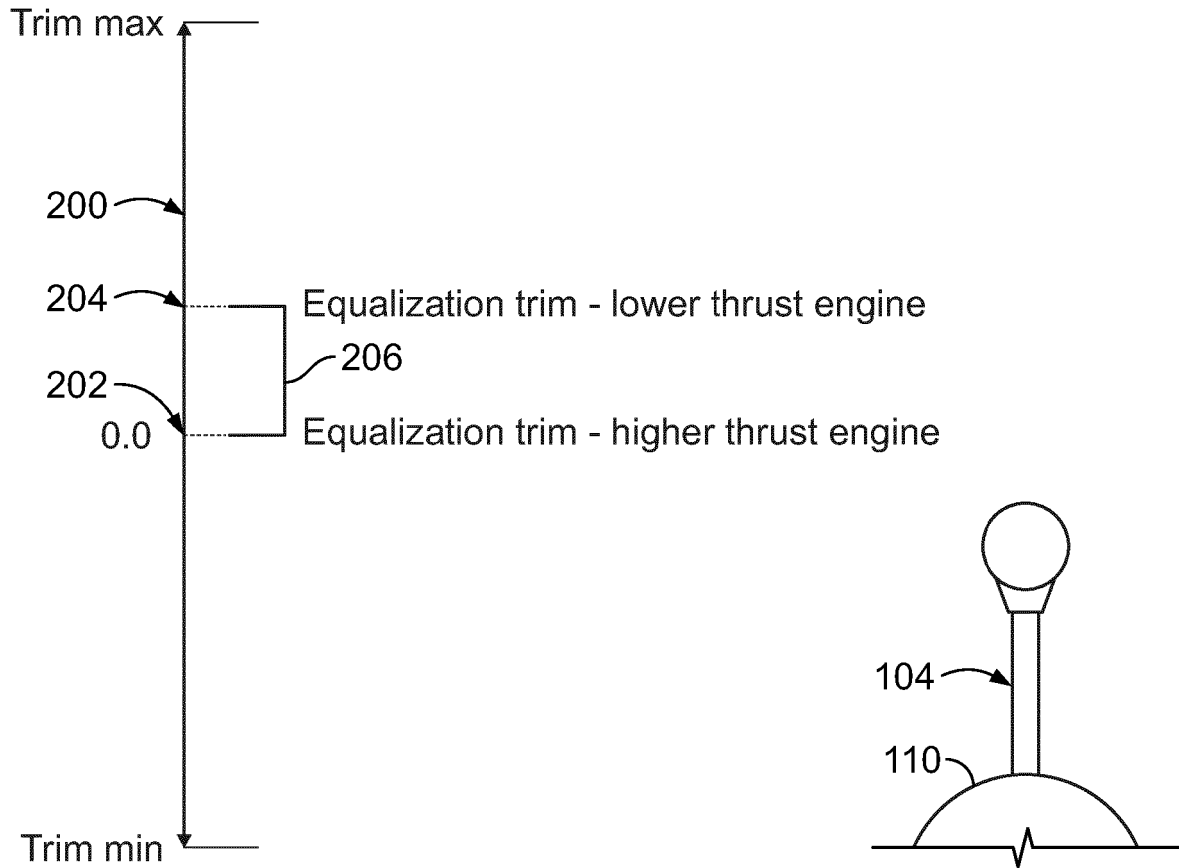 Trim max
200
204
Equalization trim - lower thrust engine
206
202
0.0
Equalization trim - higher thrust engine
104
110
Trim min